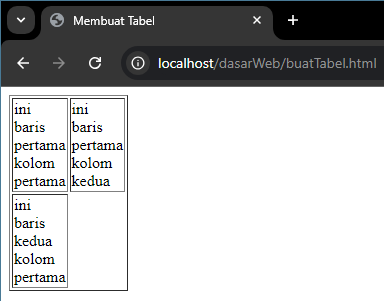 Membuat Tabel
localhost/dasarWeb/buatTabel.html
ini
baris
pertama
kolom
pertama
ini
baris
pertama
kolom
kedua
ini
baris
kedua
kolom
pertama